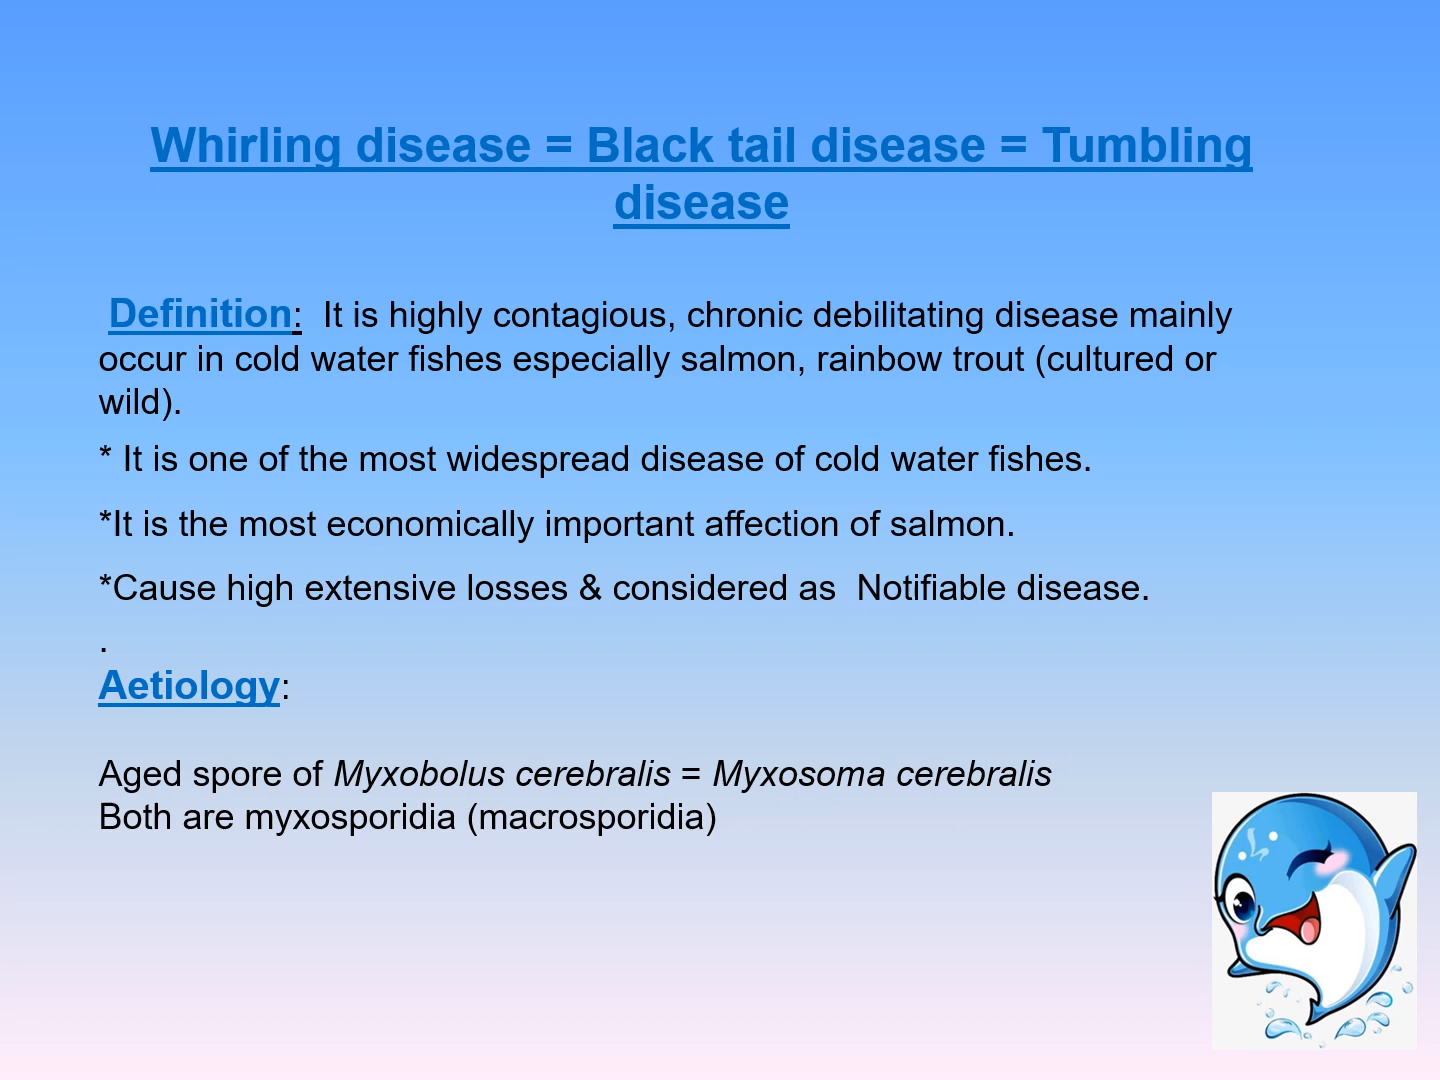 Whirling disease = Black tail disease = Tumbling
disease
Definition:  It is highly contagious, chronic debilitating disease mainly
occur in cold water fishes especially salmon, rainbow trout (cultured or
wild).
* It is one of the most widespread disease of cold water fishes.
*It is the most economically important affection of salmon.
*Cause high extensive losses & considered as  Notifiable disease.
.
Aetiology:
Aged spore of Myxobolus cerebralis = Myxosoma cerebralis
Both are myxosporidia (macrosporidia)